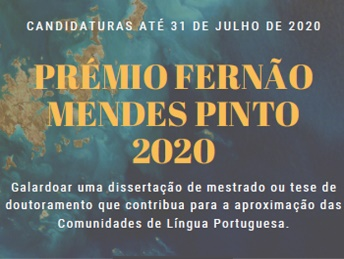 CANDIDATURAS ATÉ 31 DE JULHO DE 2020
PRÉMIO FERNÃO
MENDES PINTO
2020
Galardoar uma dissertação de mestrado ou tese de
doutoramento que contribua para a aproximação das
Comunidades de Língua Portuguesa.